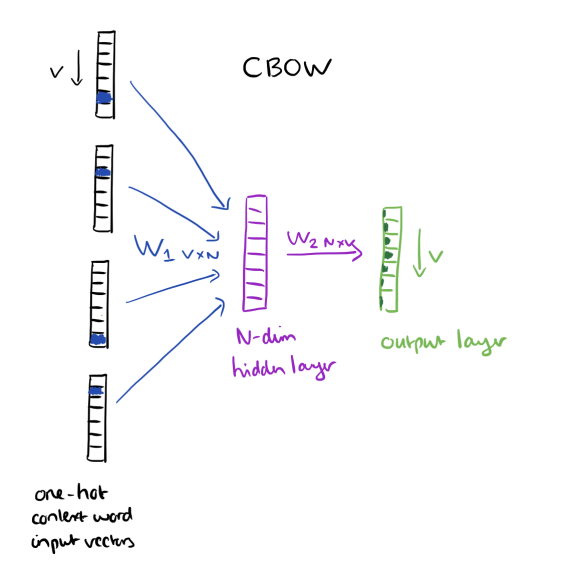 CBOW
V
W1 V×N
W2 N×V
V
N-dim
hidden layer
output layer
one-hot
context word
input vectors